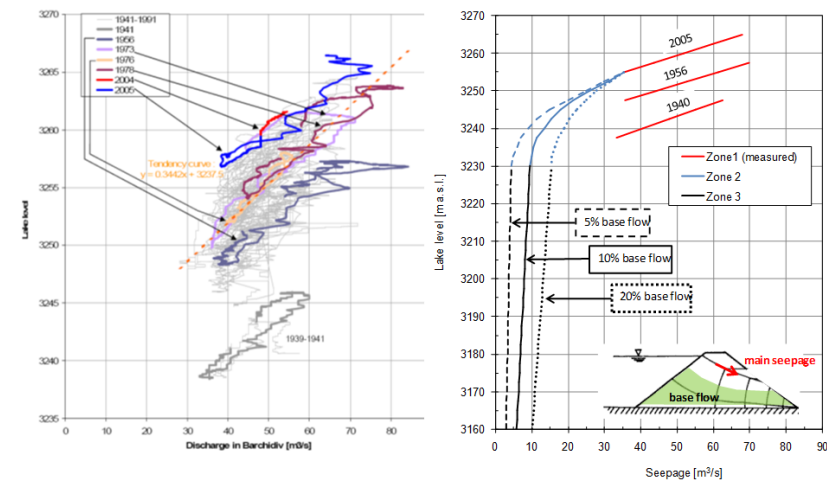 3270
3265
3260
3255
3250
3245
3240
3235
Lake level
1941-1991
1941
1956
1973
1976
1978
2004
2005
Tendency curve
y = 0.3442x + 3237.5
1939-1941
0 10 20 30 40 50 60 70 80
Discharge in Barchidiv [m3/s]
3270
3260
3250
3240
3230
3220
3210
3200
3190
3180
3170
3160
Lake level [m a.s.l.]
2005
1956
1940
Zone1 (measured)
Zone 2
Zone 3
5% base flow
10% base flow
20% base flow
main seepage
base flow
0 10 20 30 40 50 60 70 80 90
Seepage [m³/s]